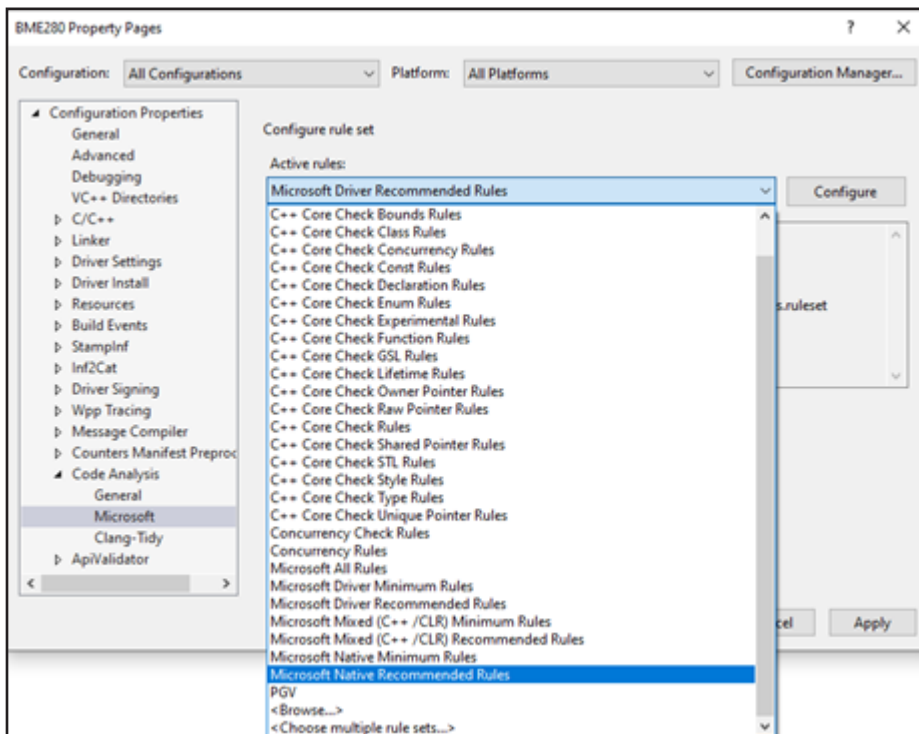 BME280 Property Pages
? ×
Configuration: All Configurations Platform: All Platforms Configuration Manager...
Configuration Properties
General
Advanced
Debugging
VC++ Directories
C/C++
Linker
Driver Settings
Driver Install
Resources
Build Events
StampInf
Inf2Cat
Driver Signing
Wpp Tracing
Message Compiler
Counters Manifest Preproc
Code Analysis
General
Microsoft
Clang-Tidy
ApiValidator
Configure rule set
Active rules:
Microsoft Driver Recommended Rules
Configure
C++ Core Check Bounds Rules
C++ Core Check Class Rules
C++ Core Check Concurrency Rules
C++ Core Check Const Rules
C++ Core Check Declaration Rules
C++ Core Check Enum Rules
C++ Core Check Experimental Rules
C++ Core Check Function Rules
C++ Core Check GSL Rules
C++ Core Check Lifetime Rules
C++ Core Check Owner Pointer Rules
C++ Core Check Raw Pointer Rules
C++ Core Check Rules
C++ Core Check Shared Pointer Rules
C++ Core Check STL Rules
C++ Core Check Style Rules
C++ Core Check Type Rules
C++ Core Check Unique Pointer Rules
Concurrency Check Rules
Concurrency Rules
Microsoft All Rules
Microsoft Driver Minimum Rules
Microsoft Driver Recommended Rules
Microsoft Mixed (C++ /CLR) Minimum Rules
Microsoft Mixed (C++ /CLR) Recommended Rules
Microsoft Native Minimum Rules
Microsoft Native Recommended Rules
PGV
<Browse...>
<Choose multiple rule sets...>
s.ruleset
cel
Apply